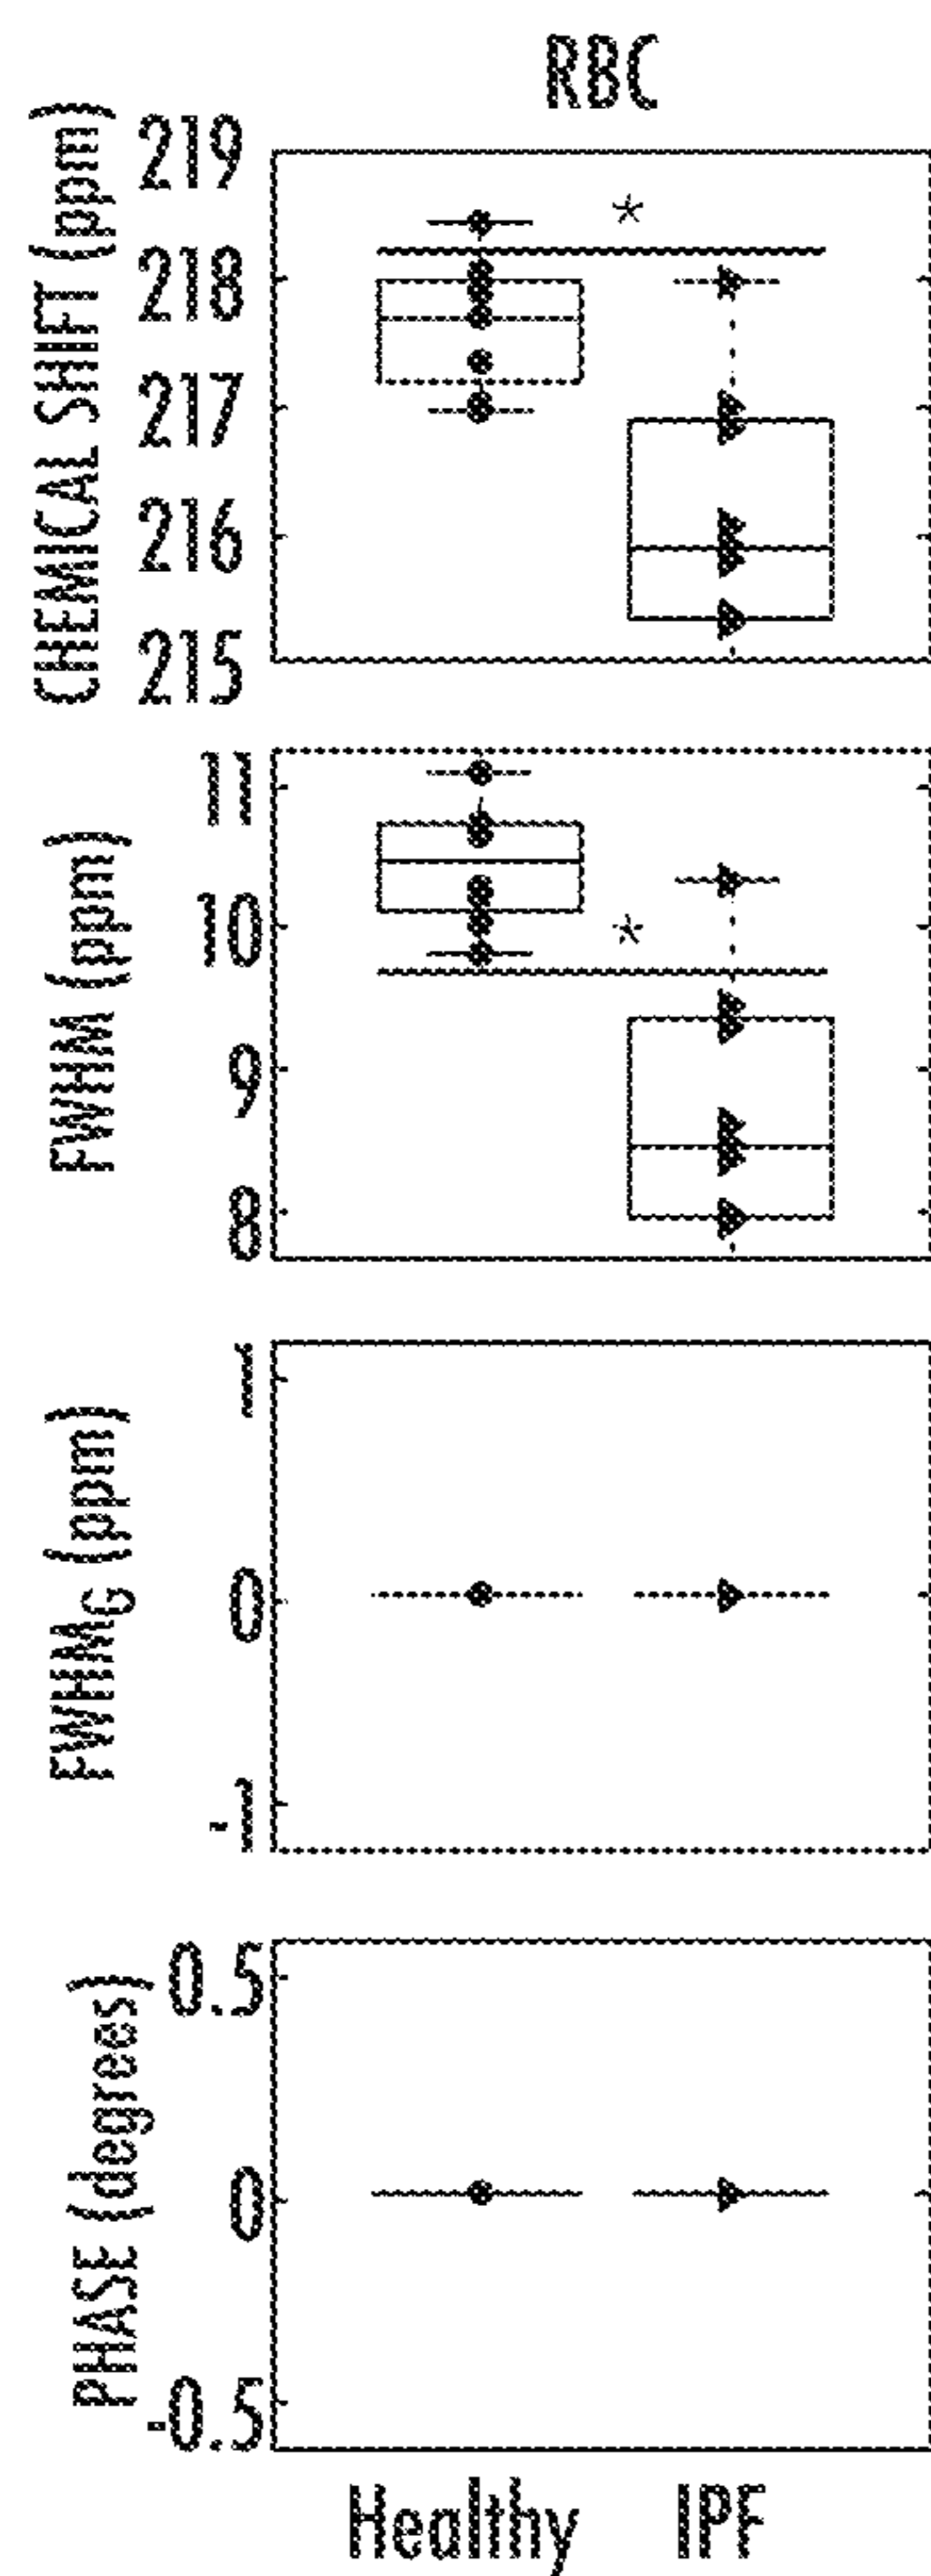 RBC
CHEMICAL SHIFT (ppm)
219
218
217
216
215
*
FWHM (ppm)
11
10
9
8
*
FWHMG (ppm)
1
0
-1
PHASE (degrees)
0.5
0
-0.5
Healthy IPF